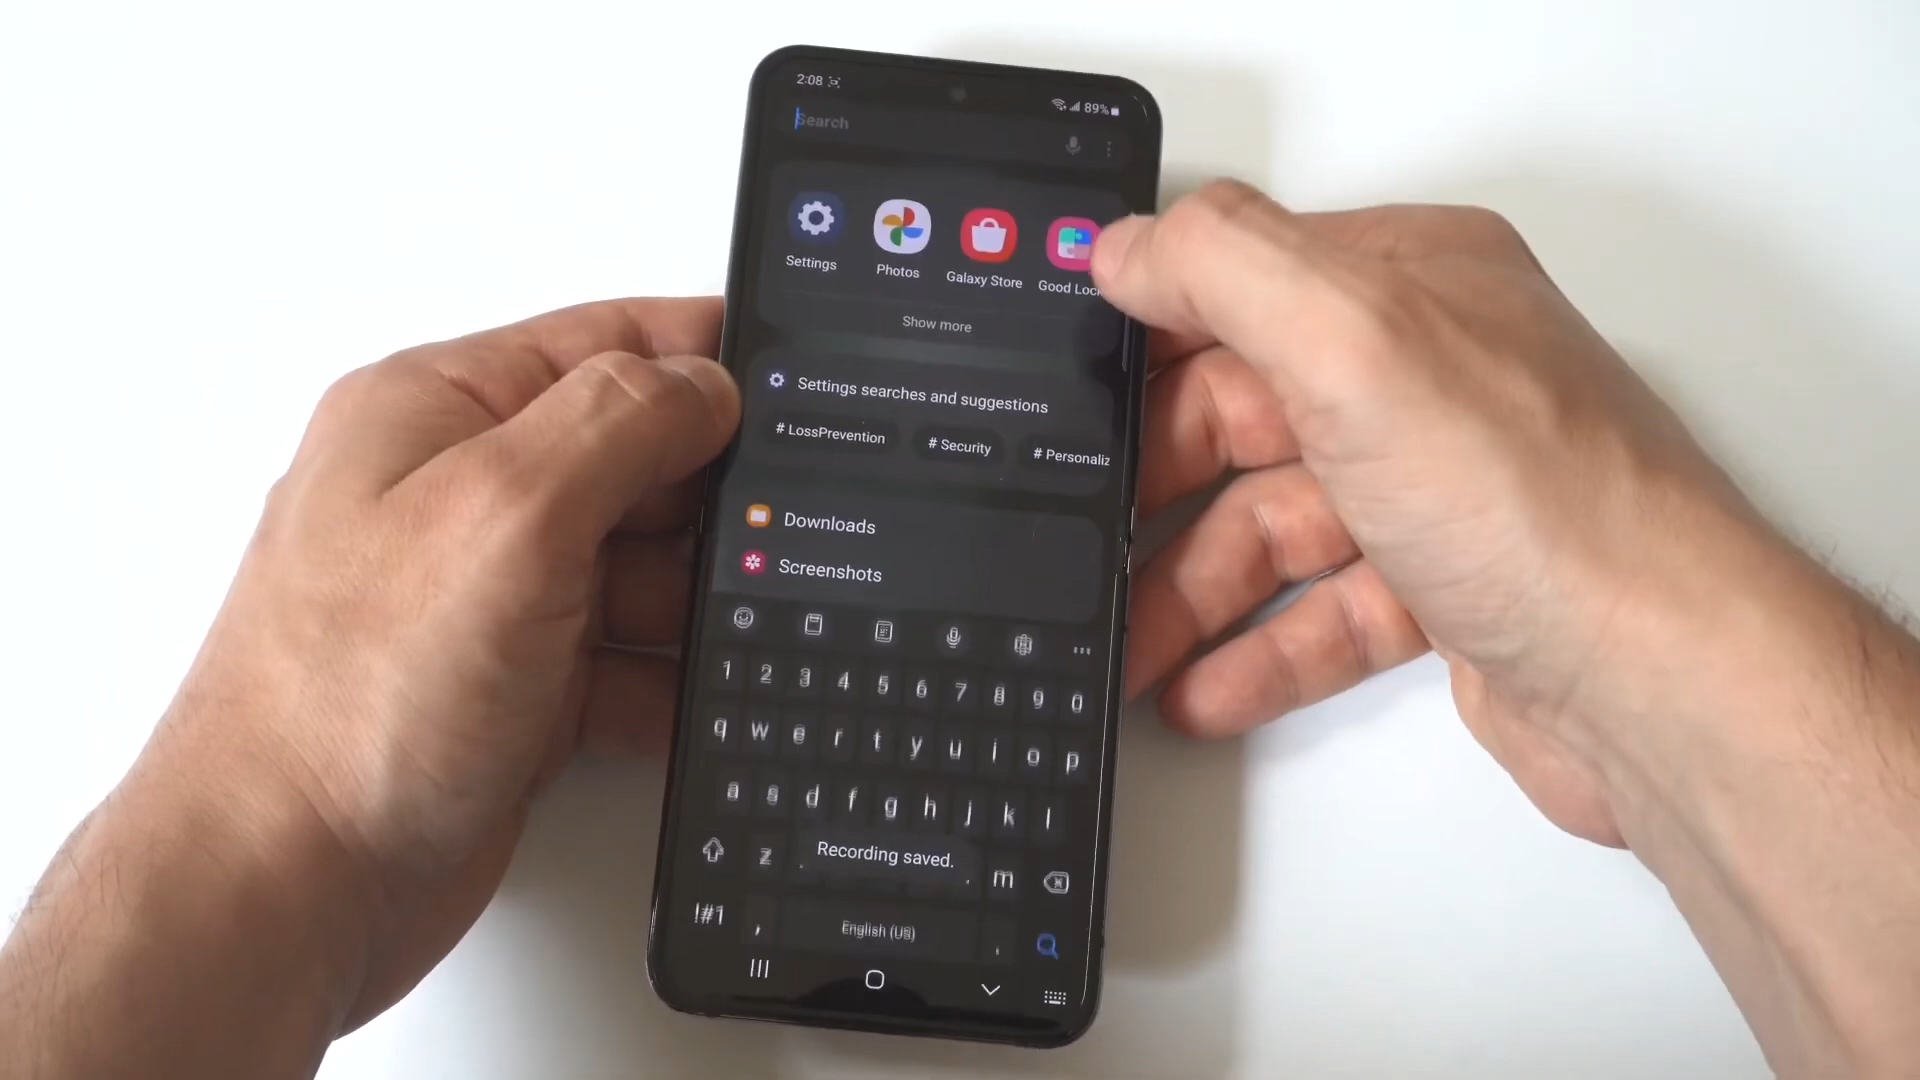 2:08
89%
Search
Settings
Photos
Galaxy Store
Good Loc
Show more
Settings searches and suggestions
# LossPrevention
# Security
# Personaliz
Downloads
Screenshots
1 2 3 4 5 6 7 8 9 0
q w e r t y u i o p
a s d f g h j k l
z
m
Recording saved.
!#1
,
English (US)